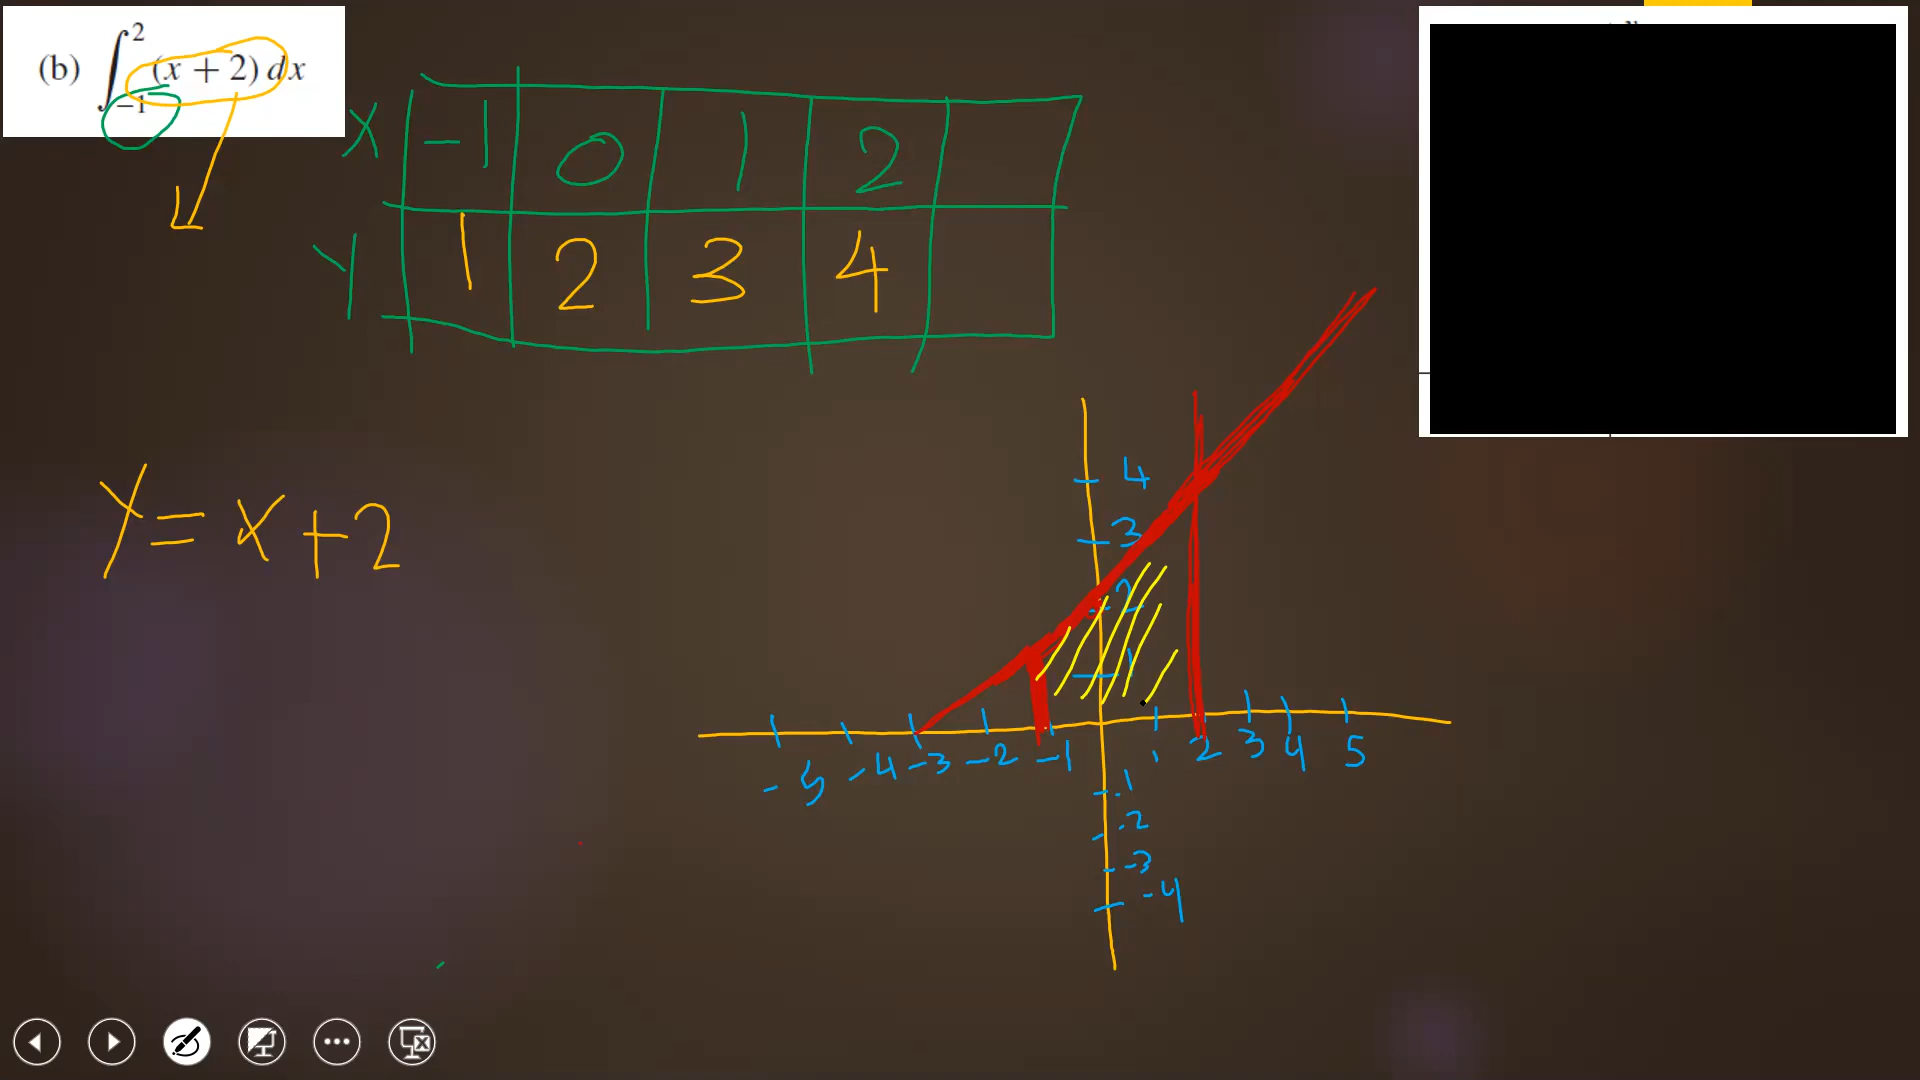 (b) ∫₋₁² (x + 2) dx
X -1 0 1 2
Y 1 2 3 4
Y = X + 2
4
3
2
1
-5 -4 -3 -2 -1 1 2 3 4 5
-1
-2
-3
-4